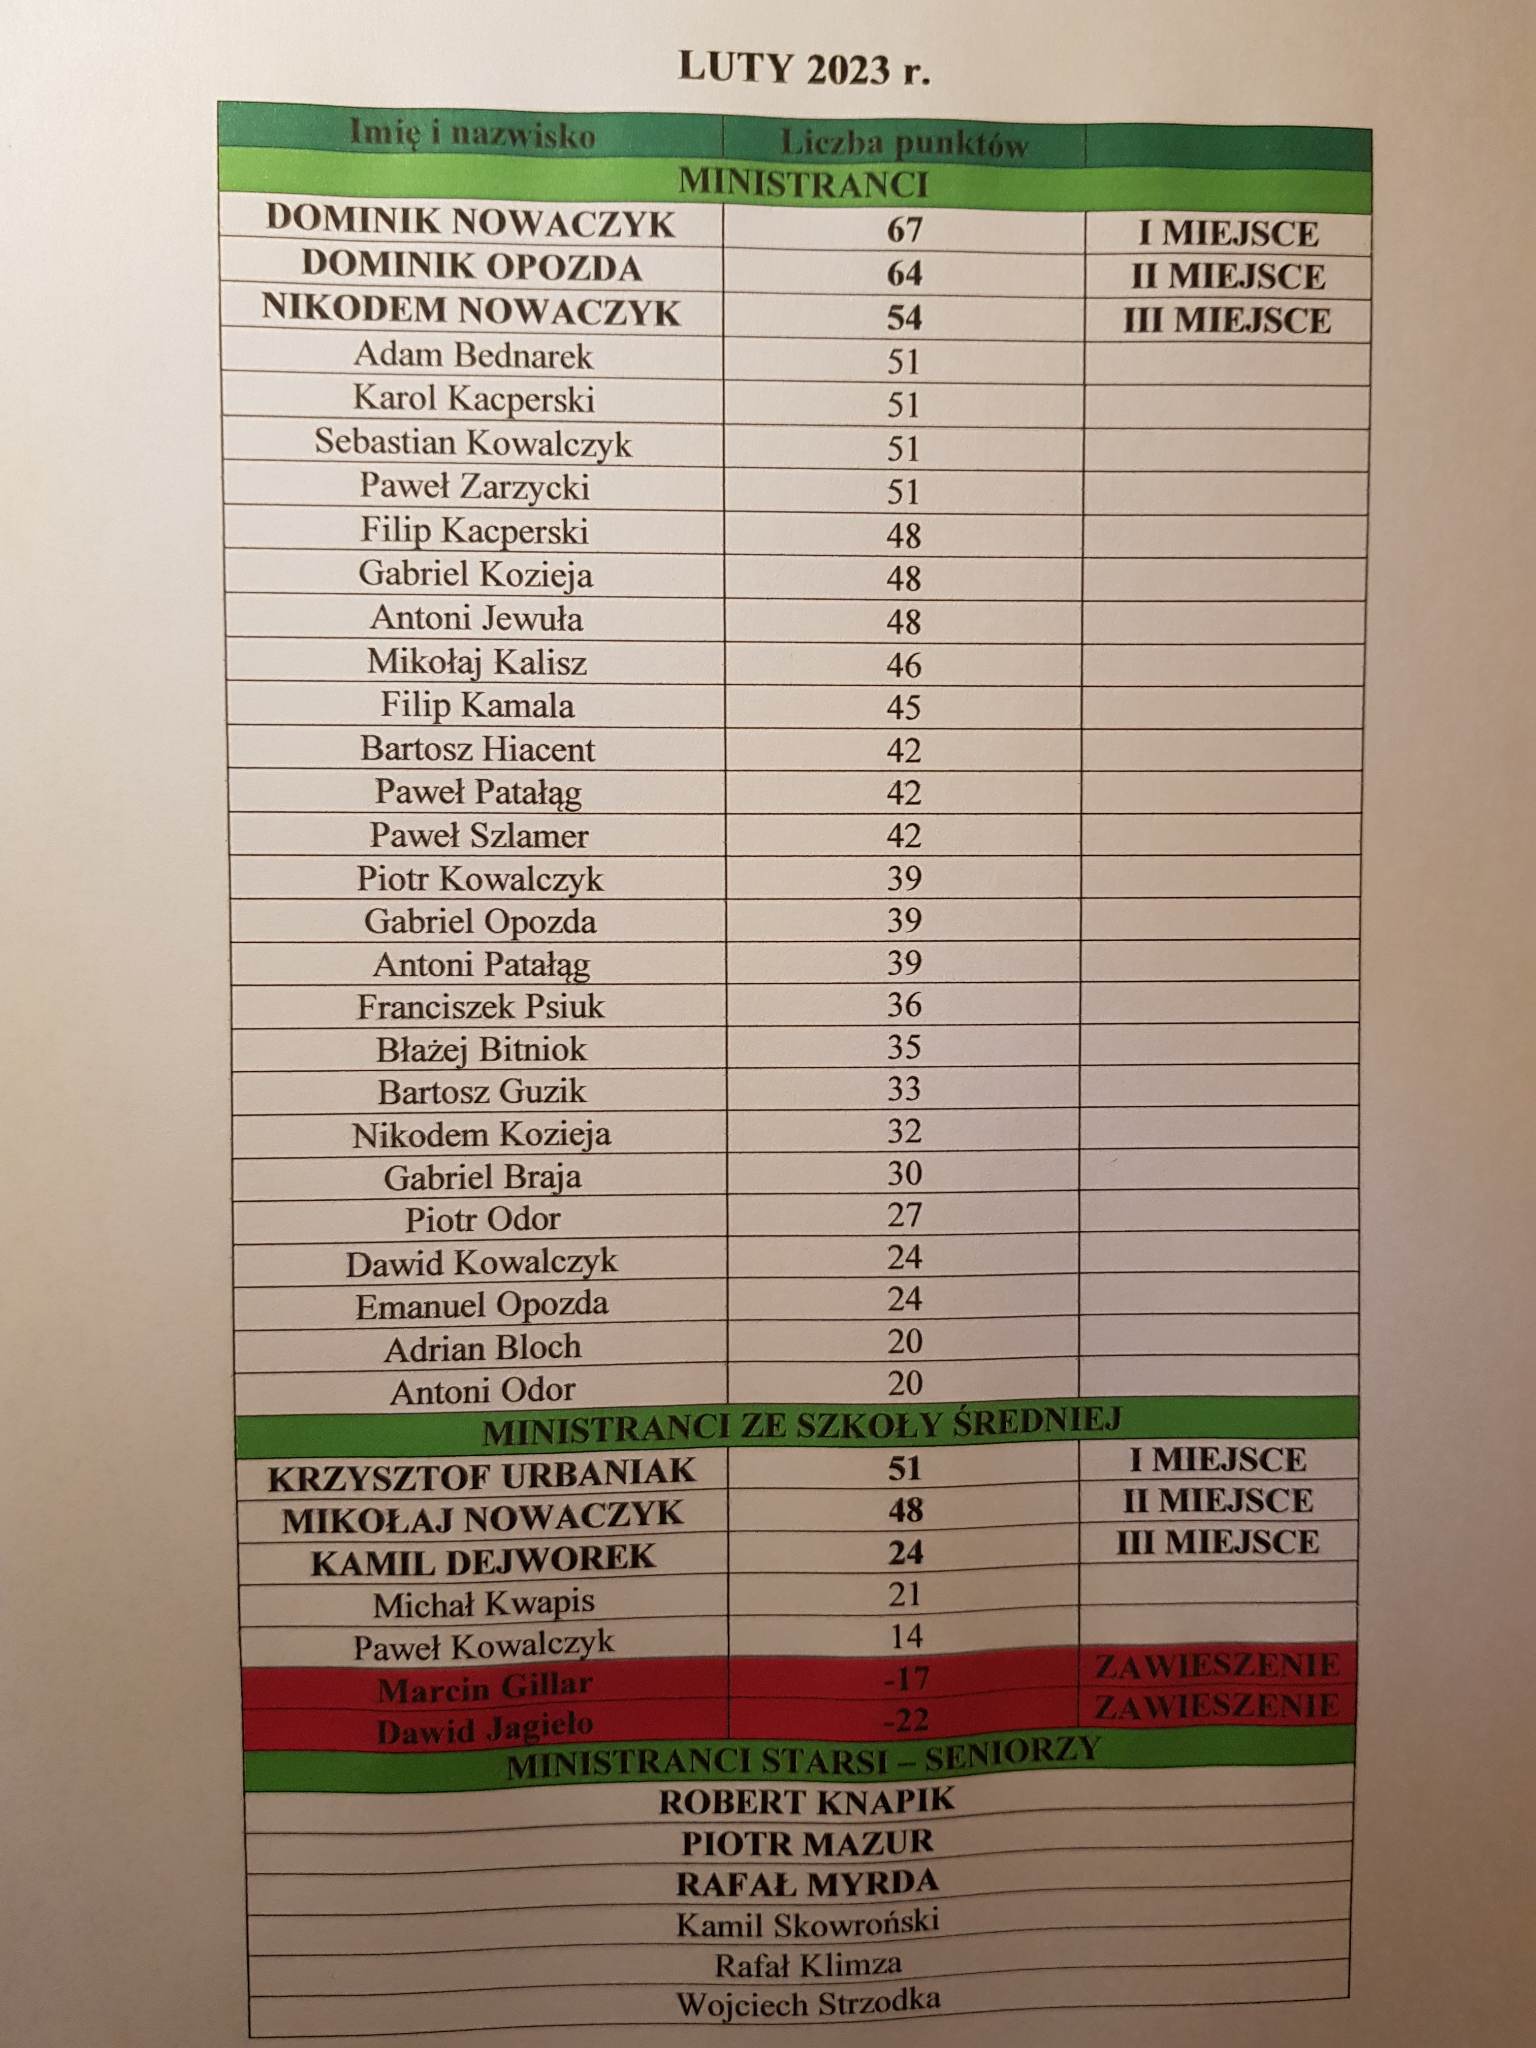 LUTY 2023 r.
Imię i nazwisko Liczba punktów
MINISTRANCI
DOMINIK NOWACZYK 67 I MIEJSCE
DOMINIK OPOZDA 64 II MIEJSCE
NIKODEM NOWACZYK 54 III MIEJSCE
Adam Bednarek 51
Karol Kacperski 51
Sebastian Kowalczyk 51
Paweł Zarzycki 51
Filip Kacperski 48
Gabriel Kozieja 48
Antoni Jewuła 48
Mikołaj Kalisz 46
Filip Kamala 45
Bartosz Hiacent 42
Paweł Patałąg 42
Paweł Szlamer 42
Piotr Kowalczyk 39
Gabriel Opozda 39
Antoni Patałąg 39
Franciszek Psiuk 36
Błażej Bitniok 35
Bartosz Guzik 33
Nikodem Kozieja 32
Gabriel Braja 30
Piotr Odor 27
Dawid Kowalczyk 24
Emanuel Opozda 24
Adrian Bloch 20
Antoni Odor 20
MINISTRANCI ZE SZKOŁY ŚREDNIEJ
KRZYSZTOF URBANIAK 51 I MIEJSCE
MIKOŁAJ NOWACZYK 48 II MIEJSCE
KAMIL DEJWOREK 24 III MIEJSCE
Michał Kwapis 21
Paweł Kowalczyk 14
Marcin Gillar -17 ZAWIESZENIE
Dawid Jagieło -22 ZAWIESZENIE
MINISTRANCI STARSI – SENIORZY
ROBERT KNAPIK
PIOTR MAZUR
RAFAŁ MYRDA
Kamil Skowroński
Rafał Klimza
Wojciech Strzodka